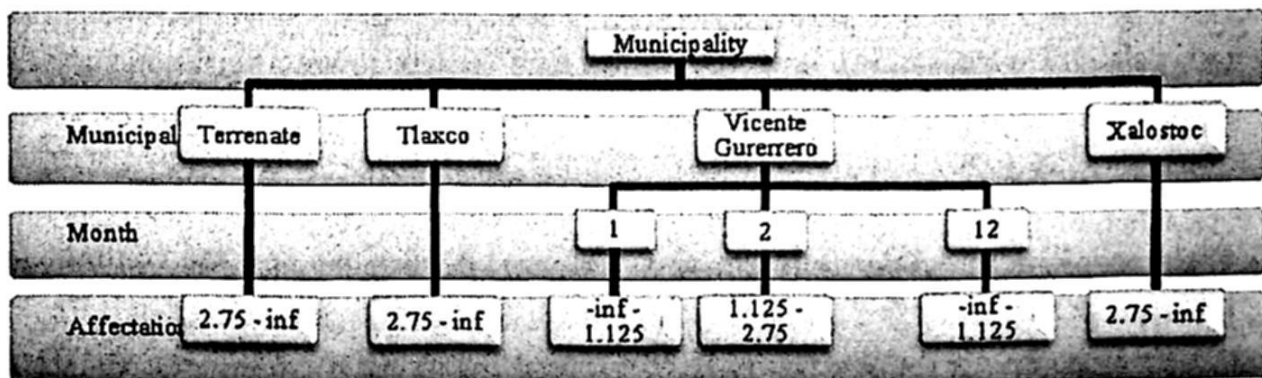 Municipality
Municipal
Terrenate
Tlaxco
Vicente
Gurerrero
Xalostoc
Month
1
2
12
Affectation
2.75 - inf
2.75 - inf
-inf -
1.125
1.125 -
2.75
-inf -
1.125
2.75 - inf